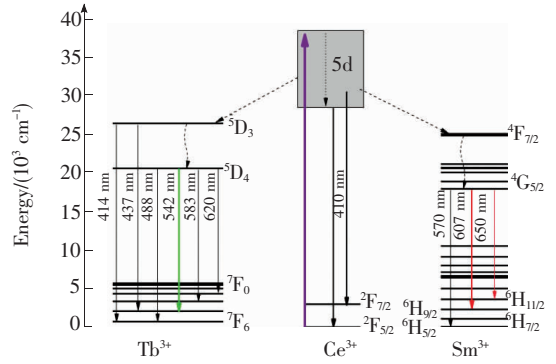 Energy/(10³ cm⁻¹)
40
35
30
25
20
15
10
5
0
⁵D₃
⁵D₄
414 nm
437 nm
488 nm
542 nm
583 nm
620 nm
⁷F₀
⁷F₆
Tb³⁺
5d
410 nm
²F₇/₂
²F₅/₂
Ce³⁺
⁴F₇/₂
⁴G₅/₂
570 nm
607 nm
650 nm
⁶H₉/₂
⁶H₅/₂
⁶H₁₁/₂
⁶H₇/₂
Sm³⁺